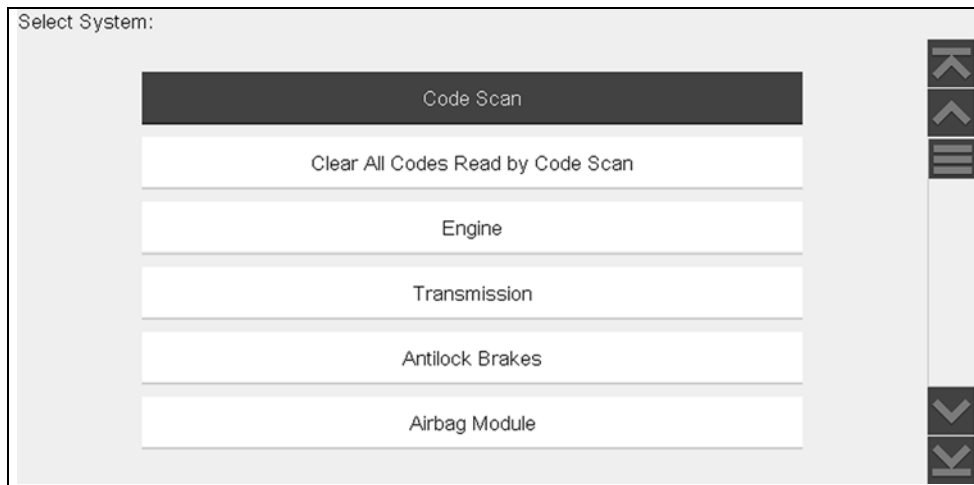 Select System:
Code Scan
Clear All Codes Read by Code Scan
Engine
Transmission
Antilock Brakes
Airbag Module